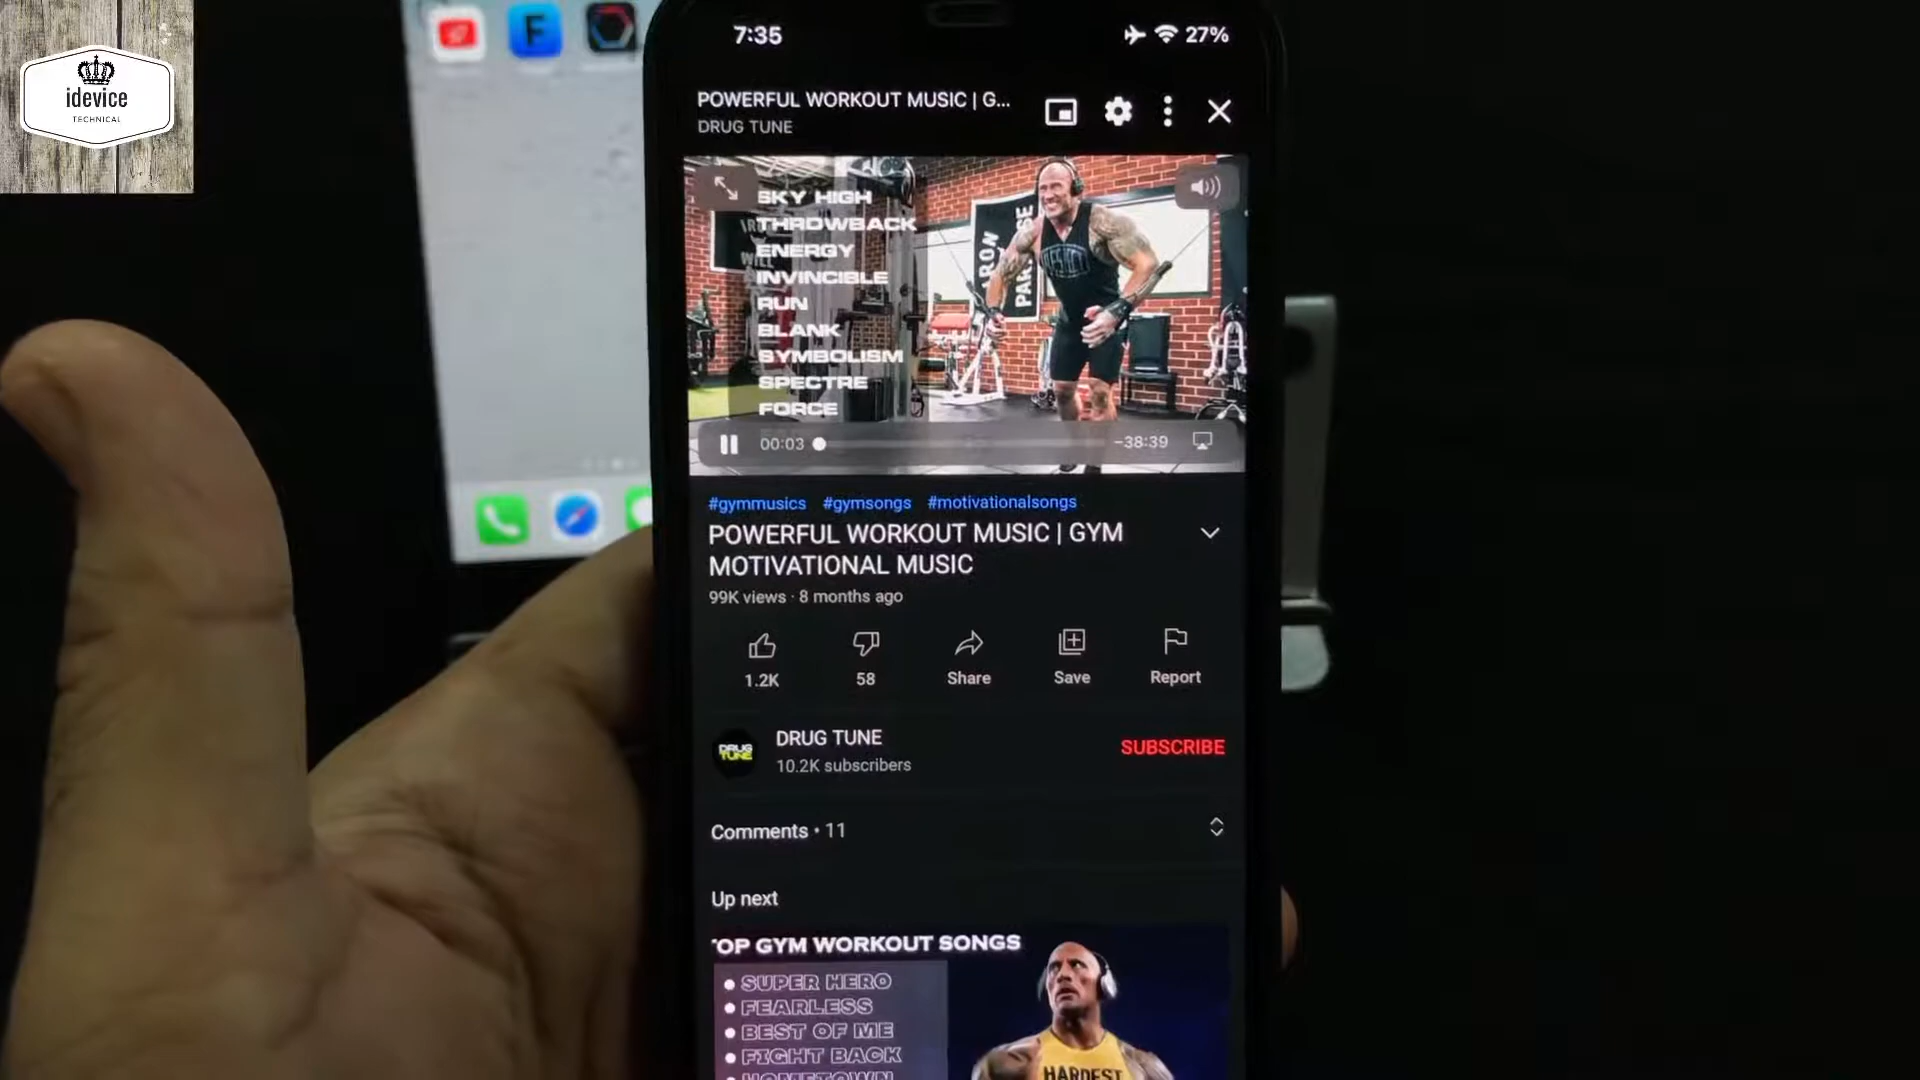 idevice
TECHNICAL
F
7:35
27%
POWERFUL WORKOUT MUSIC | G...
DRUG TUNE
SKY HIGH
THROWBACK
ENERGY
INVINCIBLE
RUN
BLANK
SYMBOLISM
SPECTRE
FORCE
00:03
-38:39
#gymmusics #gymsongs #motivationalsongs
POWERFUL WORKOUT MUSIC | GYM
MOTIVATIONAL MUSIC
99K views · 8 months ago
1.2K
58
Share
Save
Report
DRUG TUNE
DRUG TUNE
10.2K subscribers
SUBSCRIBE
Comments • 11
Up next
OP GYM WORKOUT SONGS
SUPER HERO
FEARLESS
BEST OF ME
FIGHT BACK
HOMETOWN
HARDEST